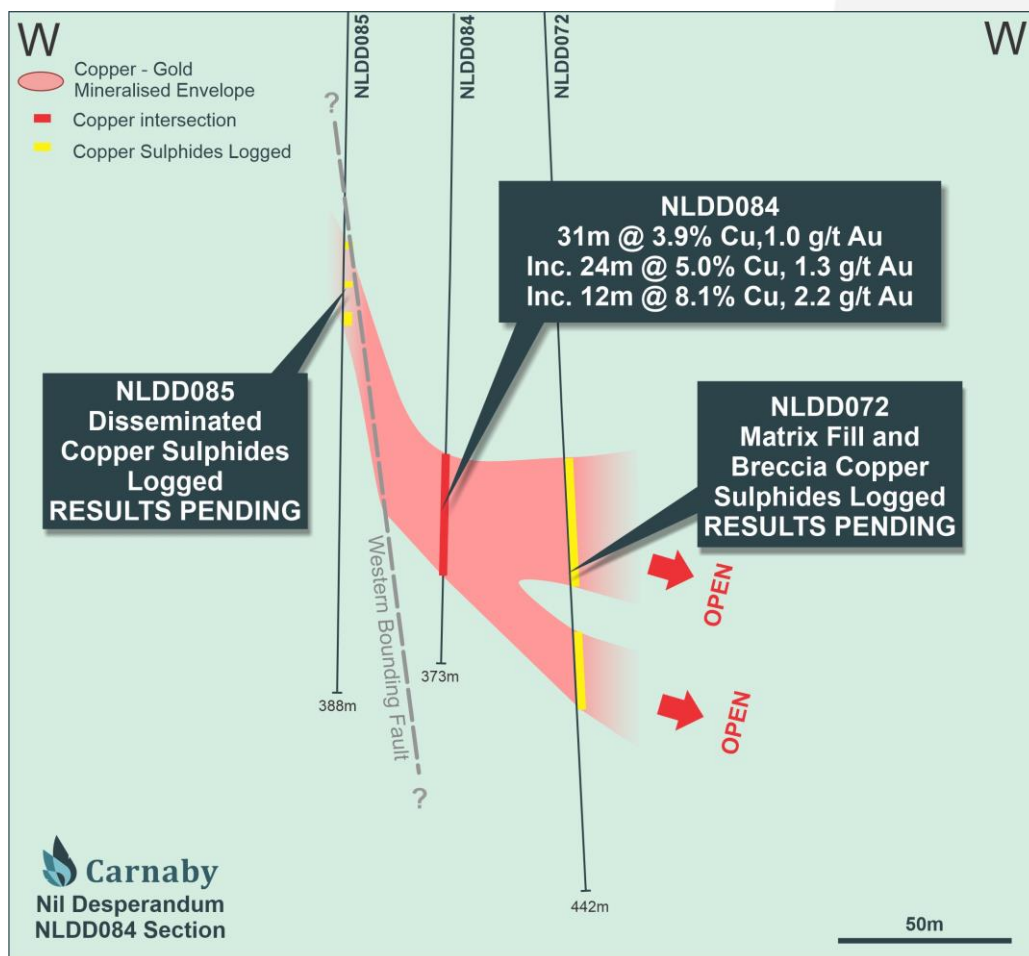 W
W
Copper - Gold
Mineralised Envelope
Copper intersection
Copper Sulphides Logged
NLDD085
NLDD084
NLDD072
?
NLDD084
31m @ 3.9% Cu,1.0 g/t Au
Inc. 24m @ 5.0% Cu, 1.3 g/t Au
Inc. 12m @ 8.1% Cu, 2.2 g/t Au
NLDD085
Disseminated
Copper Sulphides
Logged
RESULTS PENDING
NLDD072
Matrix Fill and
Breccia Copper
Sulphides Logged
RESULTS PENDING
Western Bounding Fault
OPEN
OPEN
388m
373m
?
442m
Carnaby
Nil Desperandum
NLDD084 Section
50m